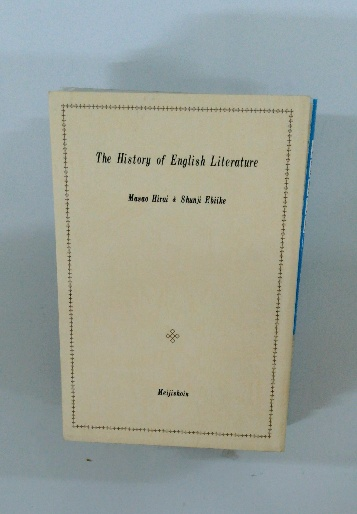 The History of English Literature
Masao Hirai & Shunji Ebiike
Meijishoin